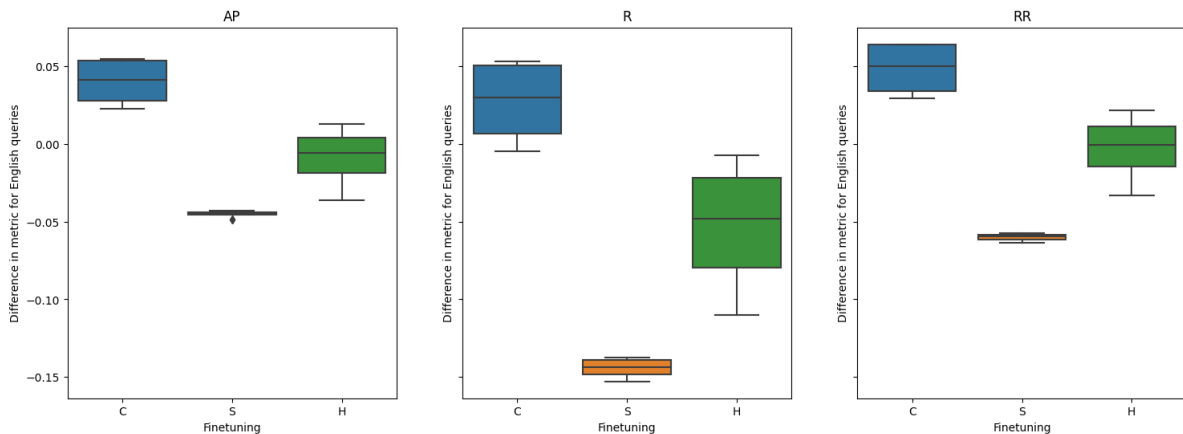 AP
R
RR
Difference in metric for English queries
0.05
0.00
−0.05
−0.10
−0.15
C
S
H
Finetuning
Difference in metric for English queries
C
S
H
Finetuning
Difference in metric for English queries
C
S
H
Finetuning